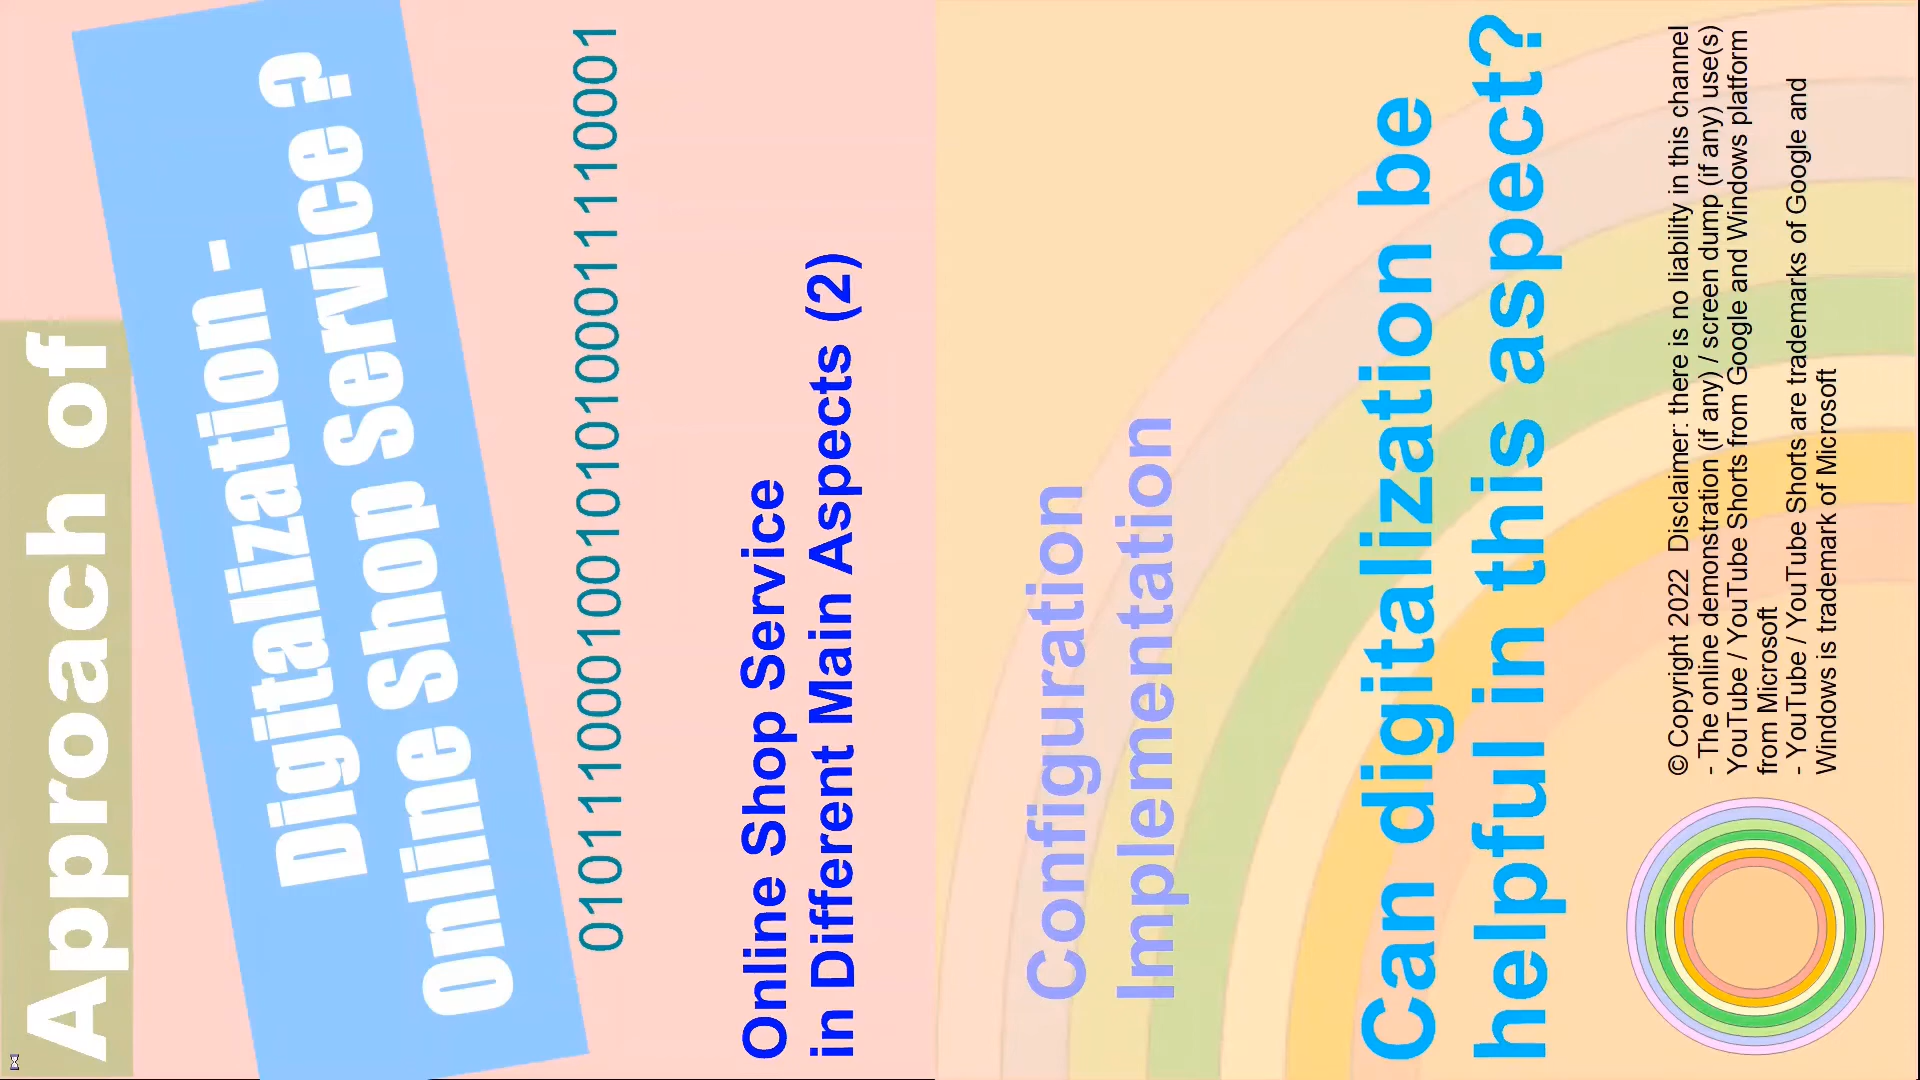 Approach of
Digitalization -
Online Shop Service ?
Online Shop Service
in Different Main Aspects (2)
Configuration
Implementation
Can digitalization be
helpful in this aspect?
© Copyright 2022  Disclaimer: there is no liability in this channel
- The online demonstration (if any) / screen dump (if any) use(s)
YouTube / YouTube Shorts from Google and Windows platform
from Microsoft
- YouTube / YouTube Shorts are trademarks of Google and
Windows is trademark of Microsoft